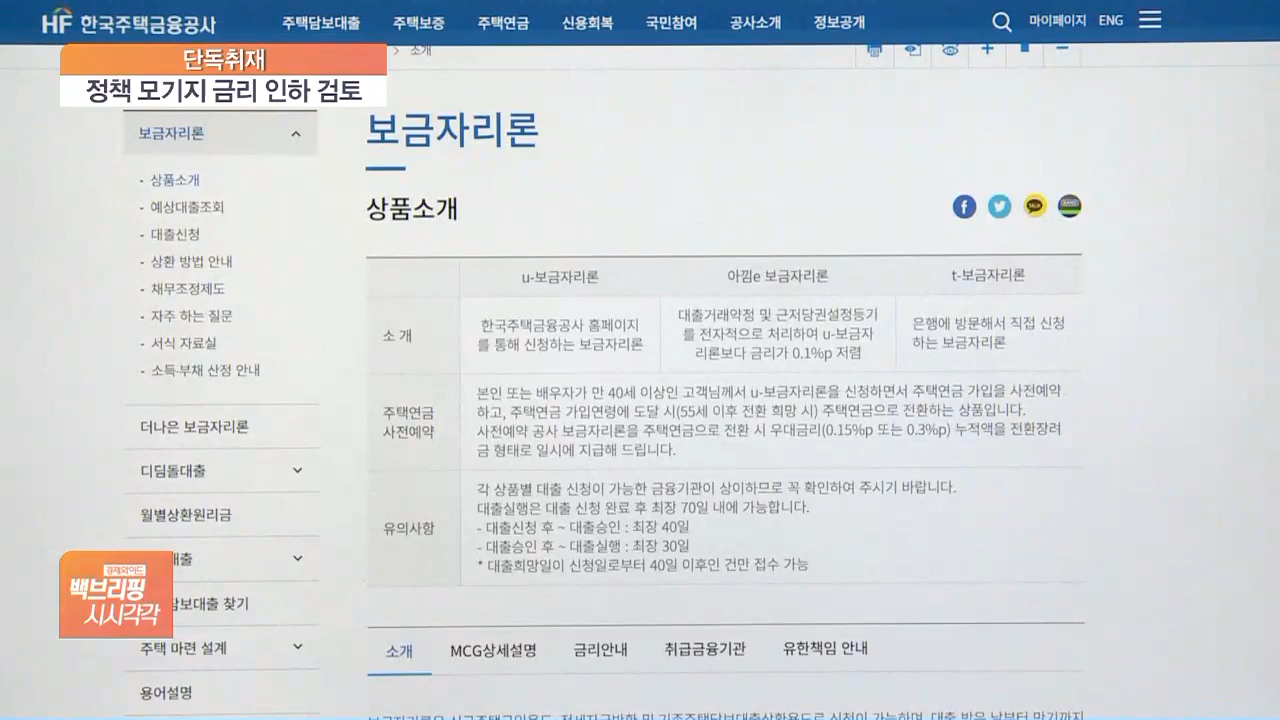 HF 한국주택금융공사
주택담보대출 주택보증 주택연금 신용회복 국민참여 공사소개 정보공개
마이페이지 ENG
단독취재
정책 모기지 금리 인하 검토
> 소개
보금자리론
- 상품소개
- 예상대출조회
- 대출신청
- 상환 방법 안내
- 채무조정제도
- 자주 하는 질문
- 서식 자료실
- 소득·부채 산정 안내
더나은 보금자리론
디딤돌대출
월별상환원리금
대출
담보대출 찾기
주택 마련 설계
용어설명
경제와이드
백브리핑
시시각각
보금자리론
상품소개
TALK
BAND
u-보금자리론 아낌e 보금자리론 t-보금자리론
소 개
한국주택금융공사 홈페이지
를 통해 신청하는 보금자리론
대출거래약정 및 근저당권설정등기
를 전자적으로 처리하여 u-보금자
리론보다 금리가 0.1%p 저렴
은행에 방문해서 직접 신청
하는 보금자리론
주택연금
사전예약
본인 또는 배우자가 만 40세 이상인 고객님께서 u-보금자리론을 신청하면서 주택연금 가입을 사전예약
하고, 주택연금 가입연령에 도달 시(55세 이후 전환 희망 시) 주택연금으로 전환하는 상품입니다.
사전예약 공사 보금자리론을 주택연금으로 전환 시 우대금리(0.15%p 또는 0.3%p) 누적액을 전환장려
금 형태로 일시에 지급해 드립니다.
유의사항
각 상품별 대출 신청이 가능한 금융기관이 상이하므로 꼭 확인하여 주시기 바랍니다.
대출실행은 대출 신청 완료 후 최장 70일 내에 가능합니다.
- 대출신청 후 ~ 대출승인 : 최장 40일
- 대출승인 후 ~ 대출실행 : 최장 30일
* 대출희망일이 신청일로부터 40일 이후인 건만 접수 가능
소개 MCG상세설명 금리안내 취급금융기관 유한책임 안내